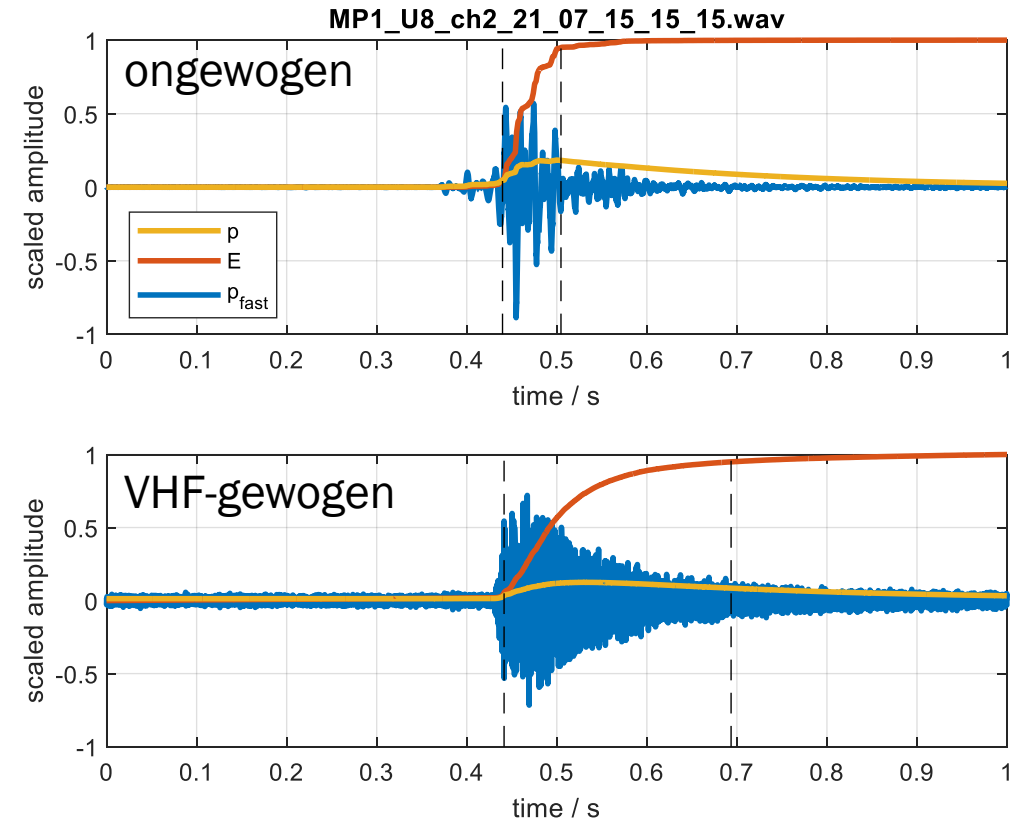 MP1_U8_ch2_21_07_15_15_15.wav
ongewogen
scaled amplitude
1
0.5
0
-0.5
-1
p
E
p_fast
0 0.1 0.2 0.3 0.4 0.5 0.6 0.7 0.8 0.9 1
time / s
VHF-gewogen
scaled amplitude
1
0.5
0
-0.5
-1
0 0.1 0.2 0.3 0.4 0.5 0.6 0.7 0.8 0.9 1
time / s